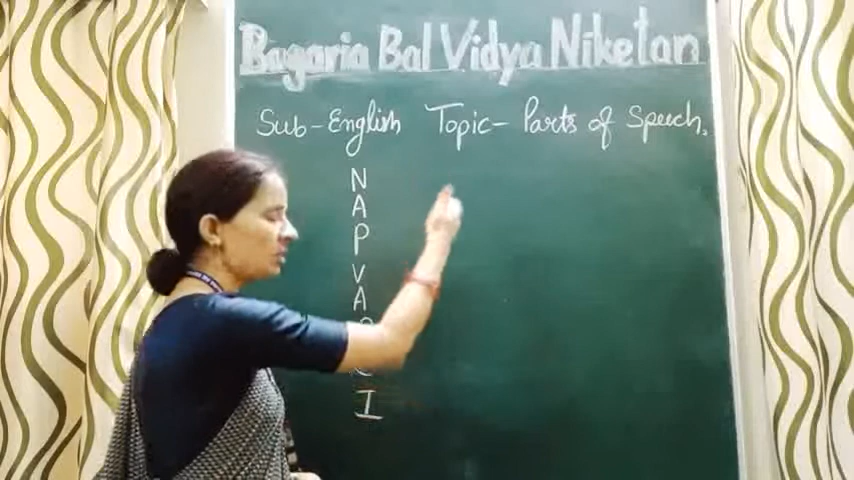 Bagaria Bal Vidya Niketan
Sub-English Topic- Parts of Speech.
N
A
P
V
A
I